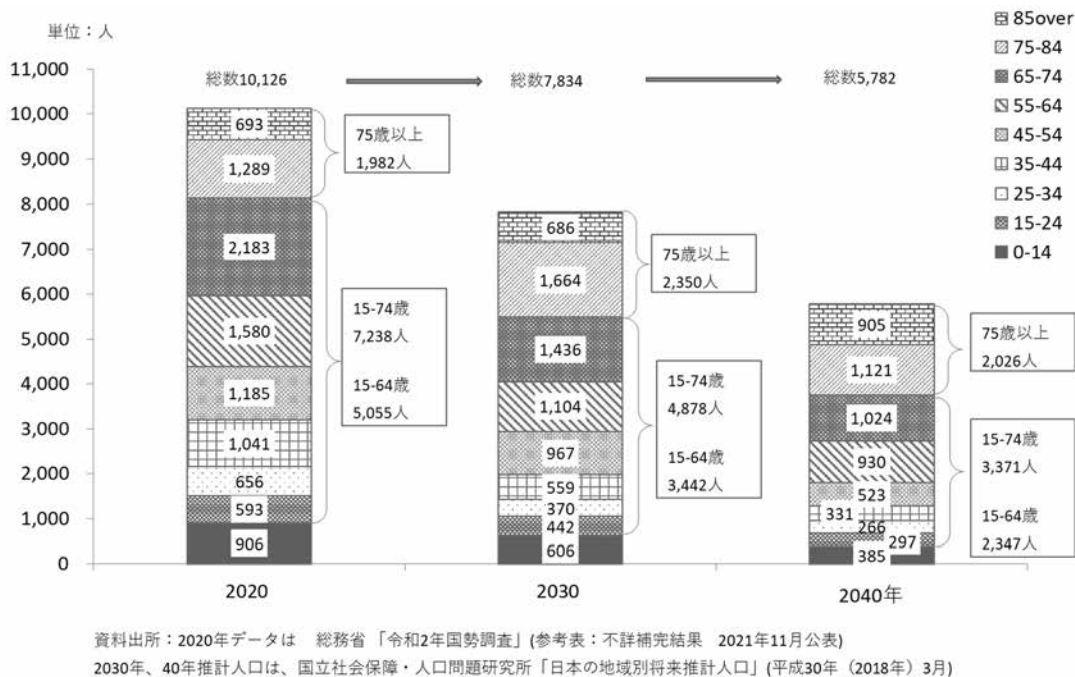 単位：人
85over
75-84
65-74
55-64
45-54
35-44
25-34
15-24
0-14
11,000
10,000
9,000
8,000
7,000
6,000
5,000
4,000
3,000
2,000
1,000
0
総数10,126
総数7,834
総数5,782
693
1,289
2,183
1,580
1,185
1,041
656
593
906
75歳以上
1,982人
15-74歳
7,238人
15-64歳
5,055人
686
1,664
1,436
1,104
967
559
370
442
606
75歳以上
2,350人
15-74歳
4,878人
15-64歳
3,442人
905
1,121
1,024
930
523
331
266
297
385
75歳以上
2,026人
15-74歳
3,371人
15-64歳
2,347人
2020
2030
2040年
資料出所：2020年データは　総務省「令和2年国勢調査」(参考表：不詳補完結果　2021年11月公表)
2030年、40年推計人口は、国立社会保障・人口問題研究所「日本の地域別将来推計人口」(平成30年（2018年）3月)